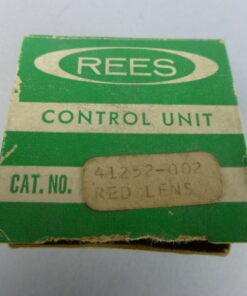 REES
CONTROL UNIT
CAT. NO. 41252-002
RED LENS